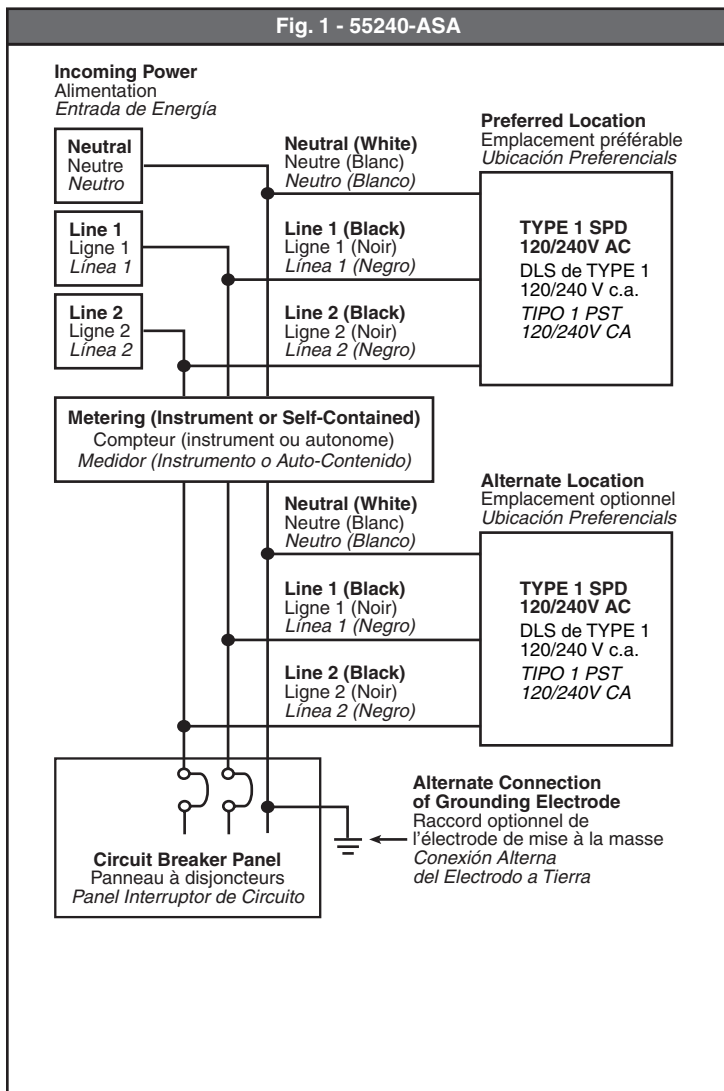 Fig. 1 - 55240-ASA
Incoming Power
Alimentation
Entrada de Energía
Neutral
Neutre
Neutro
Line 1
Ligne 1
Línea 1
Line 2
Ligne 2
Línea 2
Neutral (White)
Neutre (Blanc)
Neutro (Blanco)
Line 1 (Black)
Ligne 1 (Noir)
Línea 1 (Negro)
Line 2 (Black)
Ligne 2 (Noir)
Línea 2 (Negro)
Preferred Location
Emplacement préférable
Ubicación Preferencials
TYPE 1 SPD
120/240V AC
DLS de TYPE 1
120/240 V c.a.
TIPO 1 PST
120/240V CA
Metering (Instrument or Self-Contained)
Compteur (instrument ou autonome)
Medidor (Instrumento o Auto-Contenido)
Neutral (White)
Neutre (Blanc)
Neutro (Blanco)
Line 1 (Black)
Ligne 1 (Noir)
Línea 1 (Negro)
Line 2 (Black)
Ligne 2 (Noir)
Línea 2 (Negro)
Alternate Location
Emplacement optionnel
Ubicación Preferencials
TYPE 1 SPD
120/240V AC
DLS de TYPE 1
120/240 V c.a.
TIPO 1 PST
120/240V CA
Circuit Breaker Panel
Panneau à disjoncteurs
Panel Interruptor de Circuito
Alternate Connection
of Grounding Electrode
Raccord optionnel de
l'électrode de mise à la masse
Conexión Alterna
del Electrodo a Tierra